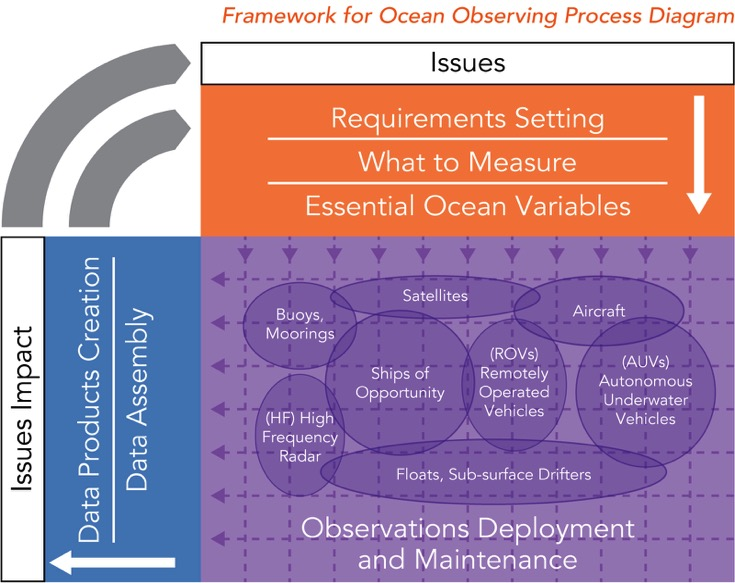 Framework for Ocean Observing Process Diagram
Issues
Requirements Setting
What to Measure
Essential Ocean Variables
Issues Impact
Data Products Creation
Data Assembly
Satellites
Aircraft
Buoys,
Moorings
Ships of
Opportunity
(ROVs)
Remotely
Operated
Vehicles
(AUVs)
Autonomous
Underwater
Vehicles
(HF) High
Frequency
Radar
Floats, Sub-surface Drifters
Observations Deployment
and Maintenance